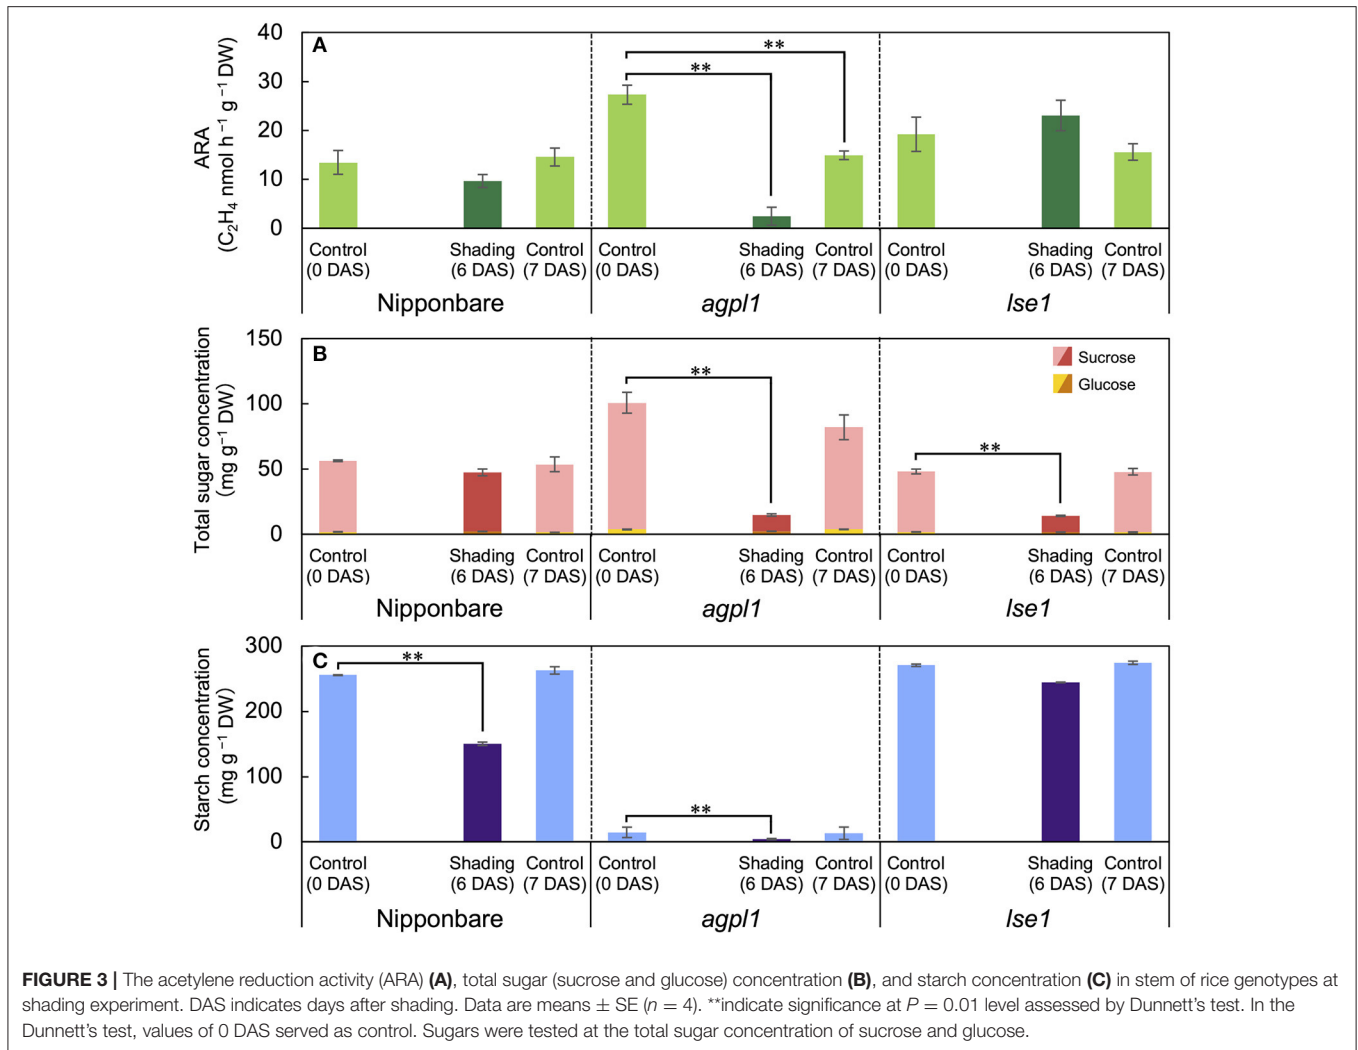 A
ARA
(C₂H₄ nmol h⁻¹ g⁻¹ DW)
40
30
20
10
0
**
**
Control Shading Control Control Shading Control Control Shading Control
(0 DAS) (6 DAS) (7 DAS) (0 DAS) (6 DAS) (7 DAS) (0 DAS) (6 DAS) (7 DAS)
Nipponbare agpl1 lse1
B
Total sugar concentration
(mg g⁻¹ DW)
150
100
50
0
**
**
Sucrose
Glucose
Control Shading Control Control Shading Control Control Shading Control
(0 DAS) (6 DAS) (7 DAS) (0 DAS) (6 DAS) (7 DAS) (0 DAS) (6 DAS) (7 DAS)
Nipponbare agpl1 lse1
C
Starch concentration
(mg g⁻¹ DW)
300
200
100
0
**
**
Control Shading Control Control Shading Control Control Shading Control
(0 DAS) (6 DAS) (7 DAS) (0 DAS) (6 DAS) (7 DAS) (0 DAS) (6 DAS) (7 DAS)
Nipponbare agpl1 lse1
FIGURE 3 | The acetylene reduction activity (ARA) (A), total sugar (sucrose and glucose) concentration (B), and starch concentration (C) in stem of rice genotypes at
shading experiment. DAS indicates days after shading. Data are means ± SE (n = 4). **indicate significance at P = 0.01 level assessed by Dunnett's test. In the
Dunnett's test, values of 0 DAS served as control. Sugars were tested at the total sugar concentration of sucrose and glucose.